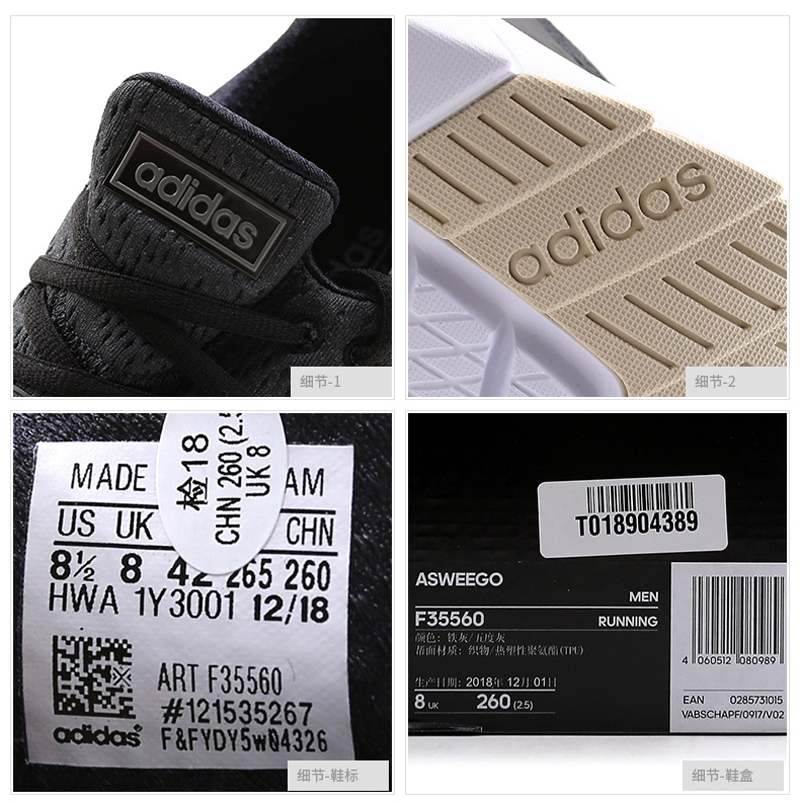 adidas
细节-1
adidas
细节-2
检18
CHN 260 (2.5
UK 8
MADE AM
US UK CHN
8½ 8 42 265 260
HWA 1Y3001 12/18
ART F35560
#121535267
adidas F&FYDY5w04326
细节-鞋标
T018904389
ASWEEGO
MEN
F35560 RUNNING
颜色: 铁灰/五度灰
帮面材质: 织物/热塑性聚氨酯(TPU)
生产日期: 2018年 12月 01日
8 UK 260 (2.5)
4 060512 080989
EAN 0285731015
VABSCHAPF/0917/V02
细节-鞋盒